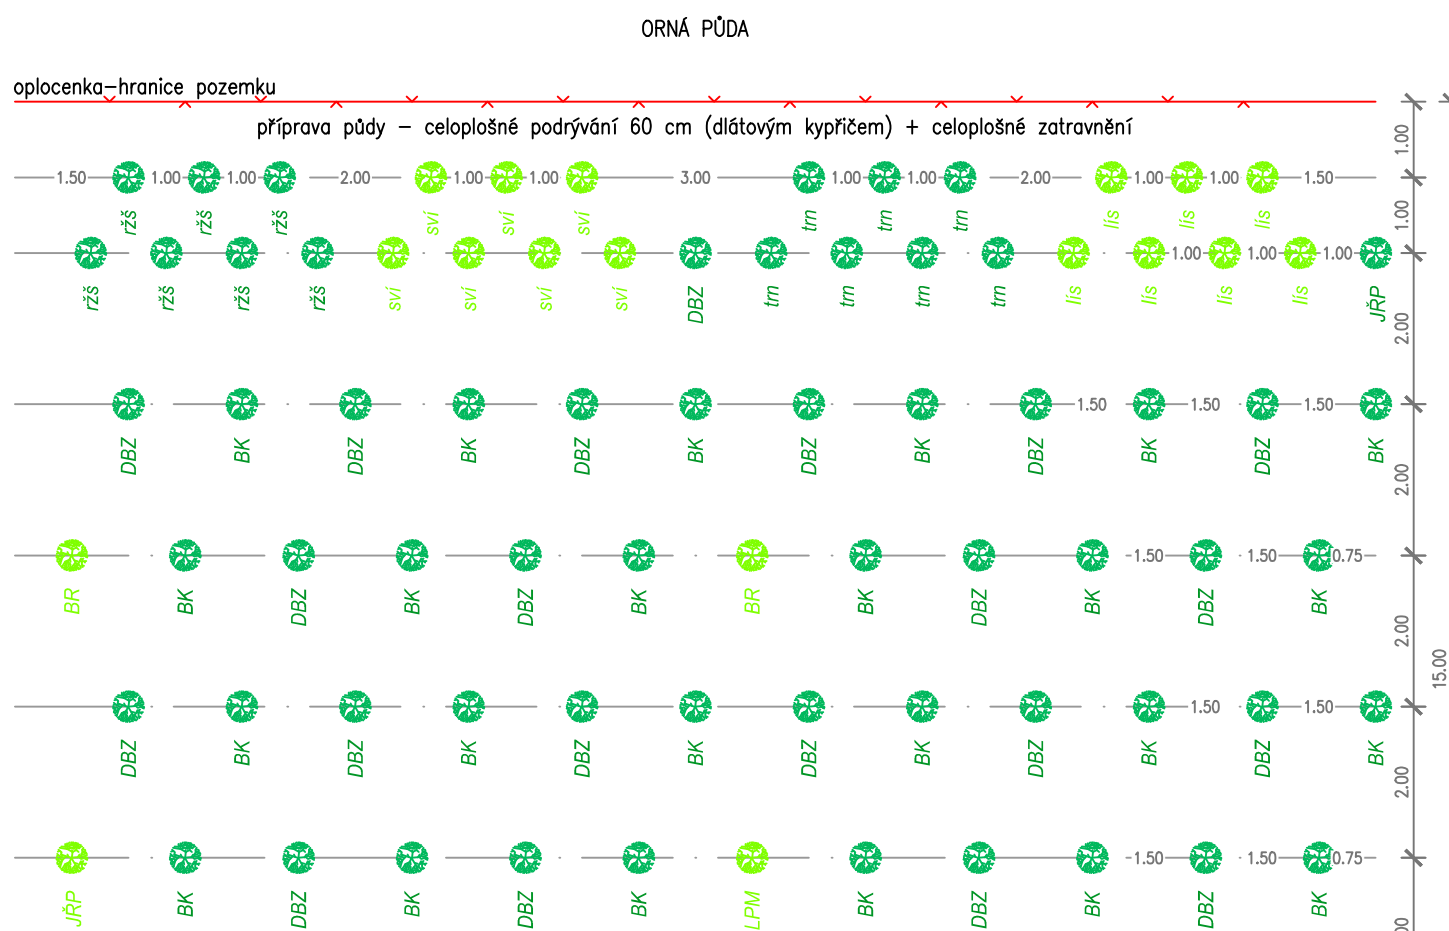 ORNÁ PŮDA
oplocenka-hranice pozemku
příprava půdy - celoplošné podrývání 60 cm (dlátovým kypřičem) + celoplošné zatravnění
1.00
1.50 1.00 1.00 2.00 1.00 1.00 3.00 1.00 1.00 2.00 1.00 1.00 1.50
ržš ržš ržš sví sví sví trn trn trn lís lís lís
1.00
1.00 1.00 1.00
ržš ržš ržš ržš sví sví sví sví DBZ trn trn trn trn lís lís lís lís JŘP
2.00
1.50 1.50 1.50
DBZ BK DBZ BK DBZ BK DBZ BK DBZ BK DBZ BK
2.00
1.50 1.50 0.75
BR BK DBZ BK DBZ BK BR BK DBZ BK DBZ BK
2.00
15.00
1.50 1.50
DBZ BK DBZ BK DBZ BK DBZ BK DBZ BK DBZ BK
2.00
1.50 1.50 0.75
JŘP BK DBZ BK DBZ BK LPM BK DBZ BK DBZ BK